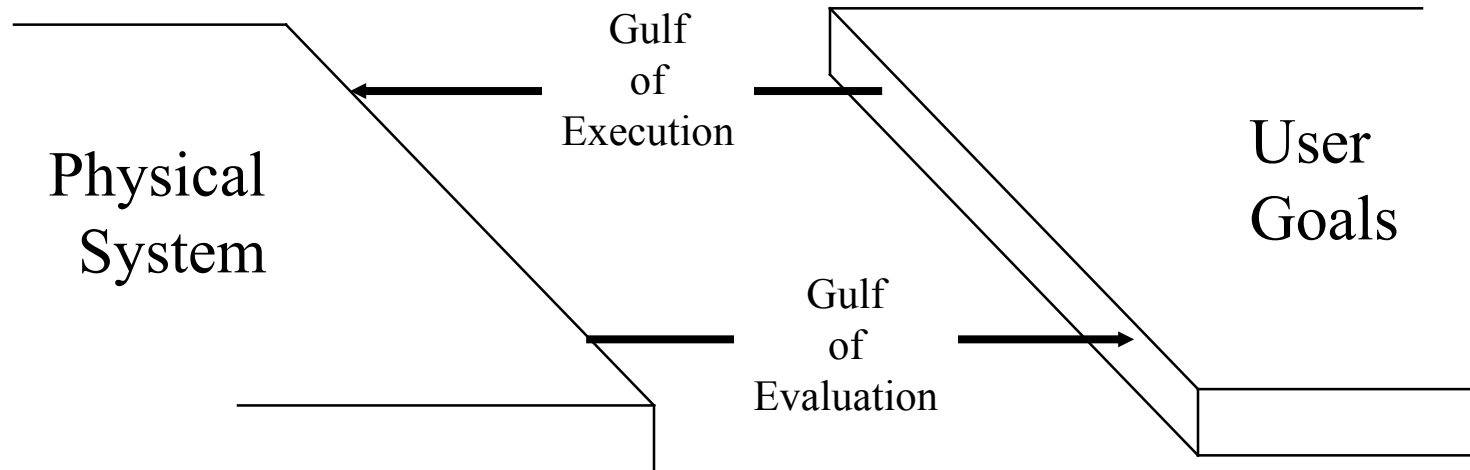 Gulf
of
Execution
Physical
System
User
Goals
Gulf
of
Evaluation